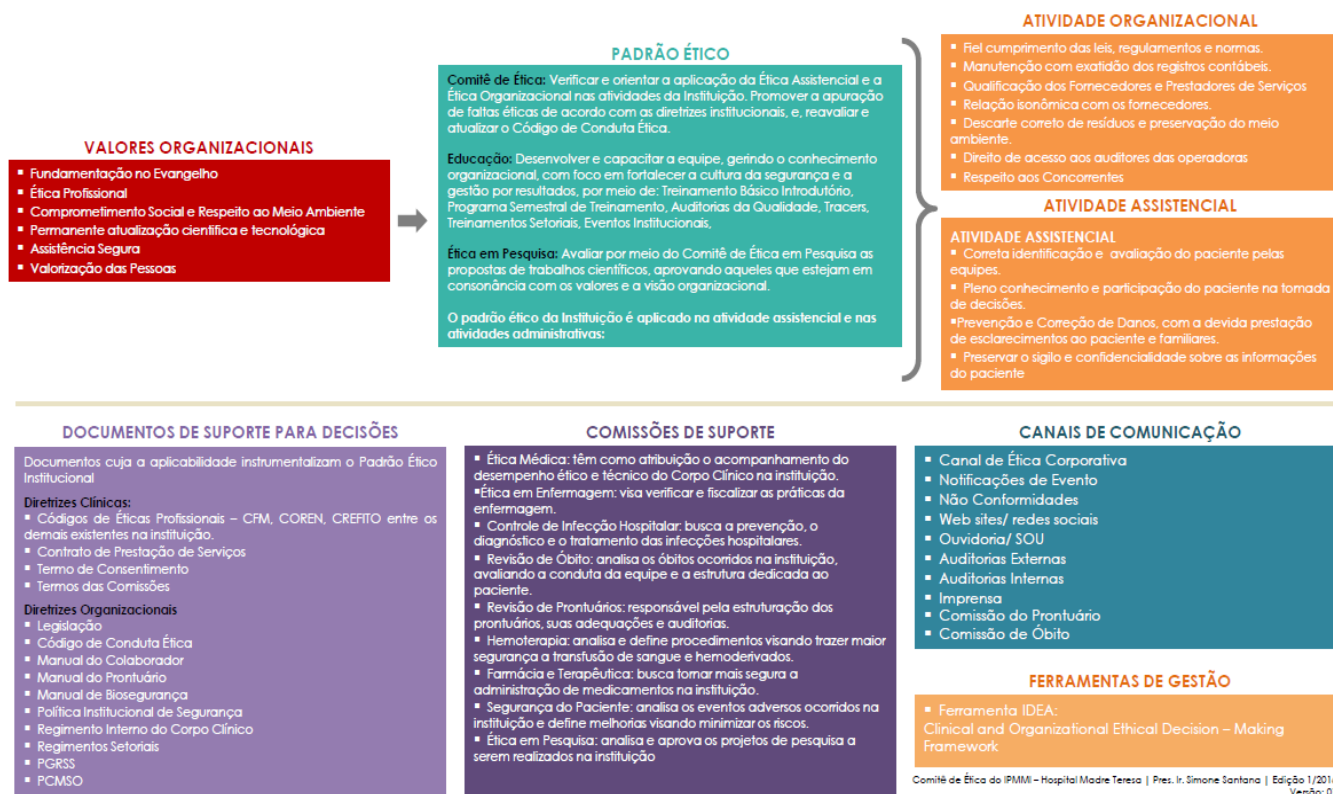 VALORES ORGANIZACIONAIS
▪ Fundamentação no Evangelho
▪ Ética Profissional
▪ Comprometimento Social e Respeito ao Meio Ambiente
▪ Permanente atualização científica e tecnológica
▪ Assistência Segura
▪ Valorização das Pessoas
PADRÃO ÉTICO
Comitê de Ética: Verificar e orientar a aplicação da Ética Assistencial e a
Ética Organizacional nas atividades da Instituição. Promover a apuração
de faltas éticas de acordo com as diretrizes institucionais, e, reavaliar e
atualizar o Código de Conduta Ética.
Educação: Desenvolver e capacitar a equipe, gerindo o conhecimento
organizacional, com foco em fortalecer a cultura da segurança e a
gestão por resultados, por meio de: Treinamento Básico Introdutório,
Programa Semestral de Treinamento, Auditorias da Qualidade, Tracers,
Treinamentos Setoriais, Eventos Institucionais,
Ética em Pesquisa: Avaliar por meio do Comitê de Ética em Pesquisa as
propostas de trabalhos científicos, aprovando aqueles que estejam em
consonância com os valores e a visão organizacional.
O padrão ético da Instituição é aplicado na atividade assistencial e nas
atividades administrativas:
ATIVIDADE ORGANIZACIONAL
▪ Fiel cumprimento das leis, regulamentos e normas.
▪ Manutenção com exatidão dos registros contábeis.
▪ Qualificação dos Fornecedores e Prestadores de Serviços
▪ Relação isonômica com os fornecedores.
▪ Descarte correto de resíduos e preservação do meio
ambiente.
▪ Direito de acesso aos auditores das operadoras
▪ Respeito aos Concorrentes
ATIVIDADE ASSISTENCIAL
ATIVIDADE ASSISTENCIAL
▪ Correta identificação e avaliação do paciente pelas
equipes.
▪ Pleno conhecimento e participação do paciente na tomada
de decisões.
▪Prevenção e Correção de Danos, com a devida prestação
de esclarecimentos ao paciente e familiares.
▪ Preservar o sigilo e confidencialidade sobre as informações
do paciente
DOCUMENTOS DE SUPORTE PARA DECISÕES
Documentos cuja a aplicabilidade instrumentalizam o Padrão Ético
Institucional
Diretrizes Clínicas:
▪ Códigos de Éticas Profissionais – CFM, COREN, CREFITO entre os
demais existentes na instituição.
▪ Contrato de Prestação de Serviços
▪ Termo de Consentimento
▪ Termos das Comissões
Diretrizes Organizacionais
▪ Legislação
▪ Código de Conduta Ética
▪ Manual do Colaborador
▪ Manual do Prontuário
▪ Manual de Biosegurança
▪ Política Institucional de Segurança
▪ Regimento Interno do Corpo Clínico
▪ Regimentos Setoriais
▪ PGRSS
▪ PCMSO
COMISSÕES DE SUPORTE
▪ Ética Médica: têm como atribuição o acompanhamento do
desempenho ético e técnico do Corpo Clínico na instituição.
▪Ética em Enfermagem: visa verificar e fiscalizar as práticas da
enfermagem.
▪ Controle de Infecção Hospitalar: busca a prevenção, o
diagnóstico e o tratamento das infecções hospitalares.
▪ Revisão de Óbito: analisa os óbitos ocorridos na instituição,
avaliando a conduta da equipe e a estrutura dedicada ao
paciente.
▪ Revisão de Prontuários: responsável pela estruturação dos
prontuários, suas adequações e auditorias.
▪ Hemoterapia: analisa e define procedimentos visando trazer maior
segurança a transfusão de sangue e hemoderivados.
▪ Farmácia e Terapêutica: busca tornar mais segura a
administração de medicamentos na instituição.
▪ Segurança do Paciente: analisa os eventos adversos ocorridos na
instituição e define melhorias visando minimizar os riscos.
▪ Ética em Pesquisa: analisa e aprova os projetos de pesquisa a
serem realizados na instituição
CANAIS DE COMUNICAÇÃO
▪ Canal de Ética Corporativa
▪ Notificações de Evento
▪ Não Conformidades
▪ Web sites/ redes sociais
▪ Ouvidoria/ SOU
▪ Auditorias Externas
▪ Auditorias Internas
▪ Imprensa
▪ Comissão do Prontuário
▪ Comissão de Óbito
FERRAMENTAS DE GESTÃO
▪ Ferramenta IDEA:
Clinical and Organizational Ethical Decision – Making
Framework
Comitê de Ética do IPMMI – Hospital Madre Teresa | Pres. Ir. Simone Santana | Edição 1/201
Versão: 0